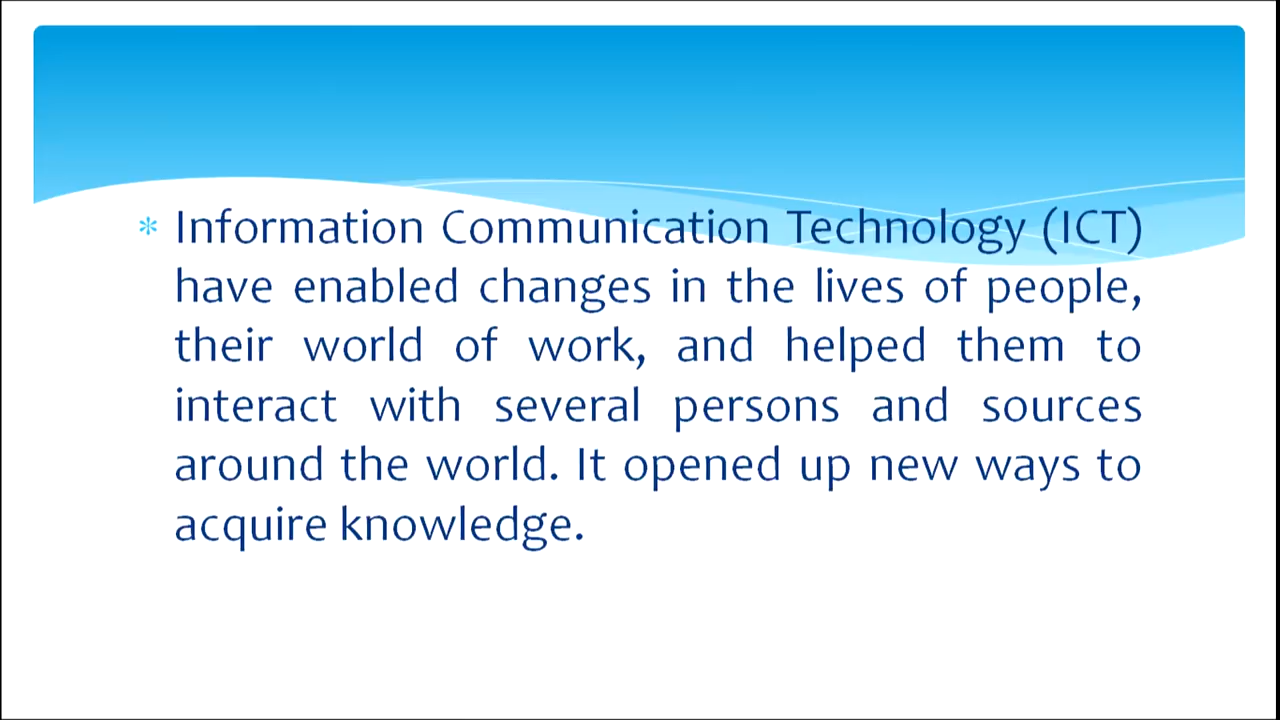 * Information Communication Technology (ICT)
have enabled changes in the lives of people,
their world of work, and helped them to
interact with several persons and sources
around the world. It opened up new ways to
acquire knowledge.